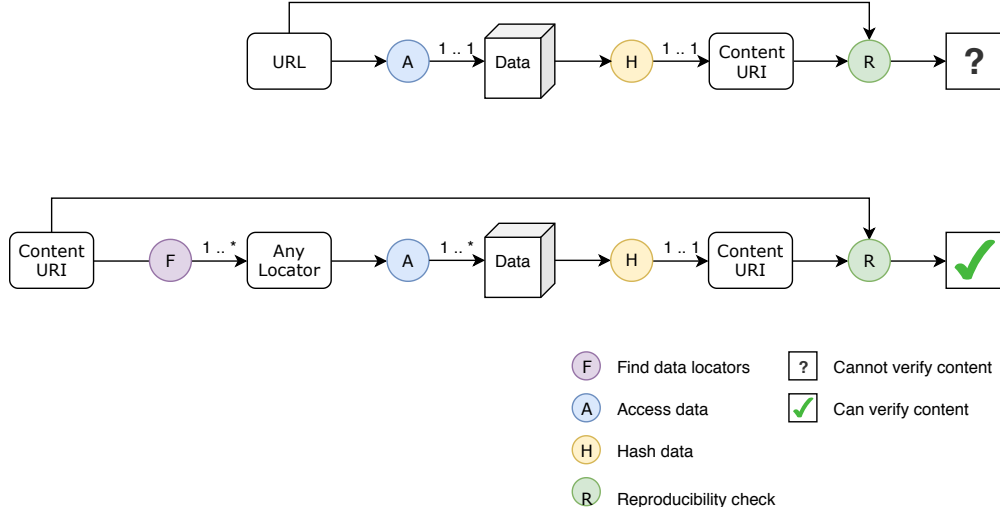 URL
A
1 .. 1
Data
H
1 .. 1
Content
URI
R
?
Content
URI
F
1 .. *
Any
Locator
A
1 .. *
Data
H
1 .. 1
Content
URI
R
F Find data locators
? Cannot verify content
A Access data
Can verify content
H Hash data
R Reproducibility check